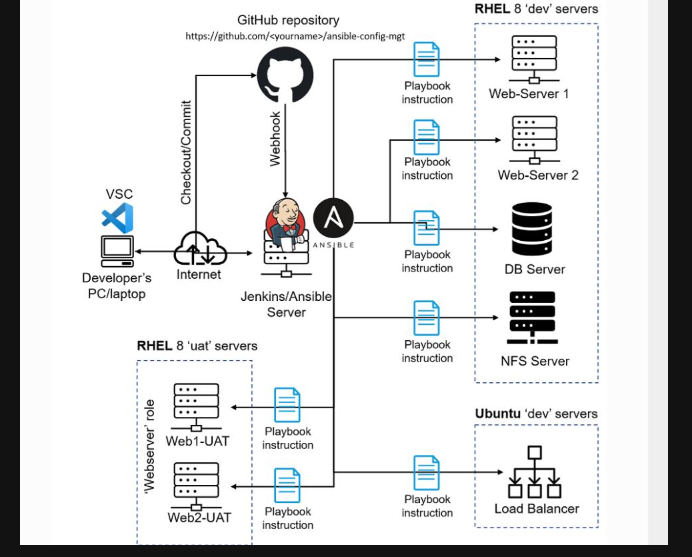 GitHub repository
https://github.com/<yourname>/ansible-config-mgt
RHEL 8 'dev' servers
Playbook
instruction
Web-Server 1
Checkout/Commit
Webhook
Playbook
instruction
Web-Server 2
VSC
Developer's
PC/laptop
Internet
A
ANSIBLE
Jenkins/Ansible
Server
Playbook
instruction
DB Server
Playbook
instruction
NFS Server
RHEL 8 'uat' servers
'Webserver' role
Web1-UAT
Playbook
instruction
Web2-UAT
Playbook
instruction
Ubuntu 'dev' servers
Playbook
instruction
Load Balancer